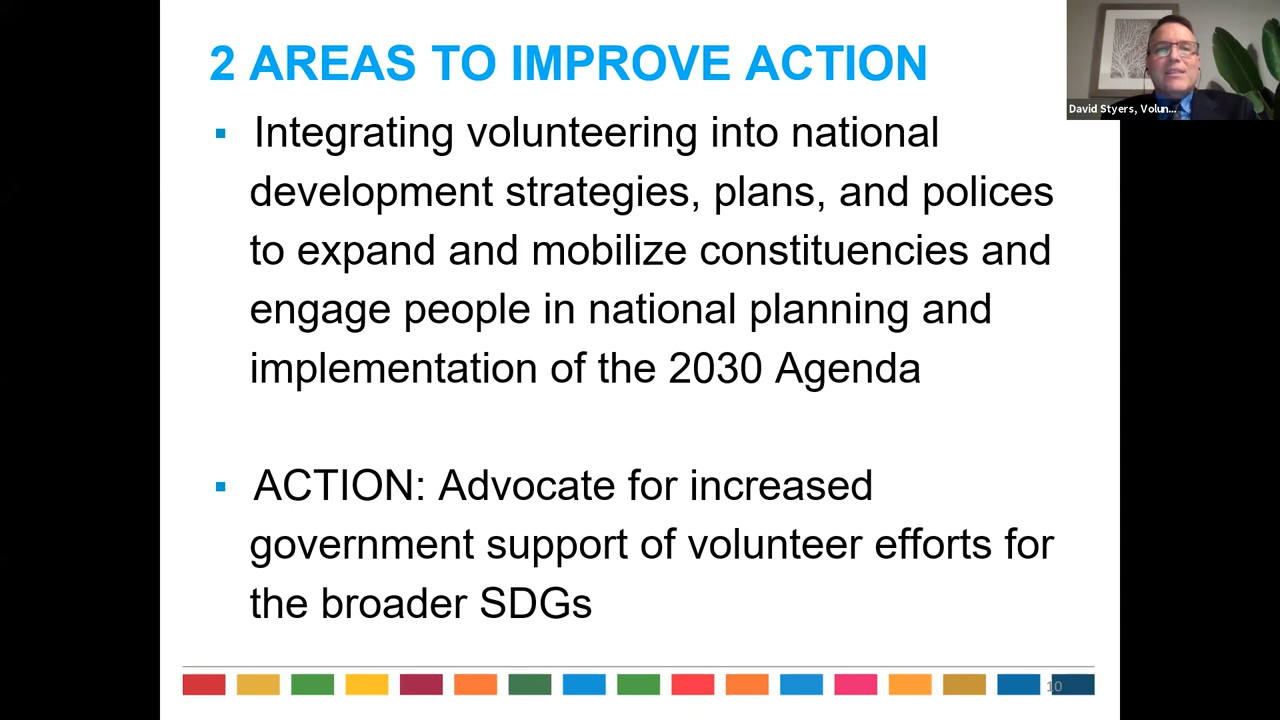 2 AREAS TO IMPROVE ACTION
David Styers, Volun...
▪ Integrating volunteering into national
development strategies, plans, and polices
to expand and mobilize constituencies and
engage people in national planning and
implementation of the 2030 Agenda
▪ ACTION: Advocate for increased
government support of volunteer efforts for
the broader SDGs
10